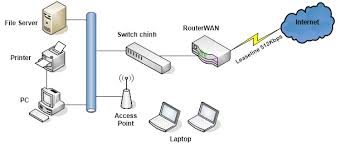 File Server
Internet
RouterWAN
Switch chính
Leaseline 512Kbps
Printer
PC
Access
Point
Laptop